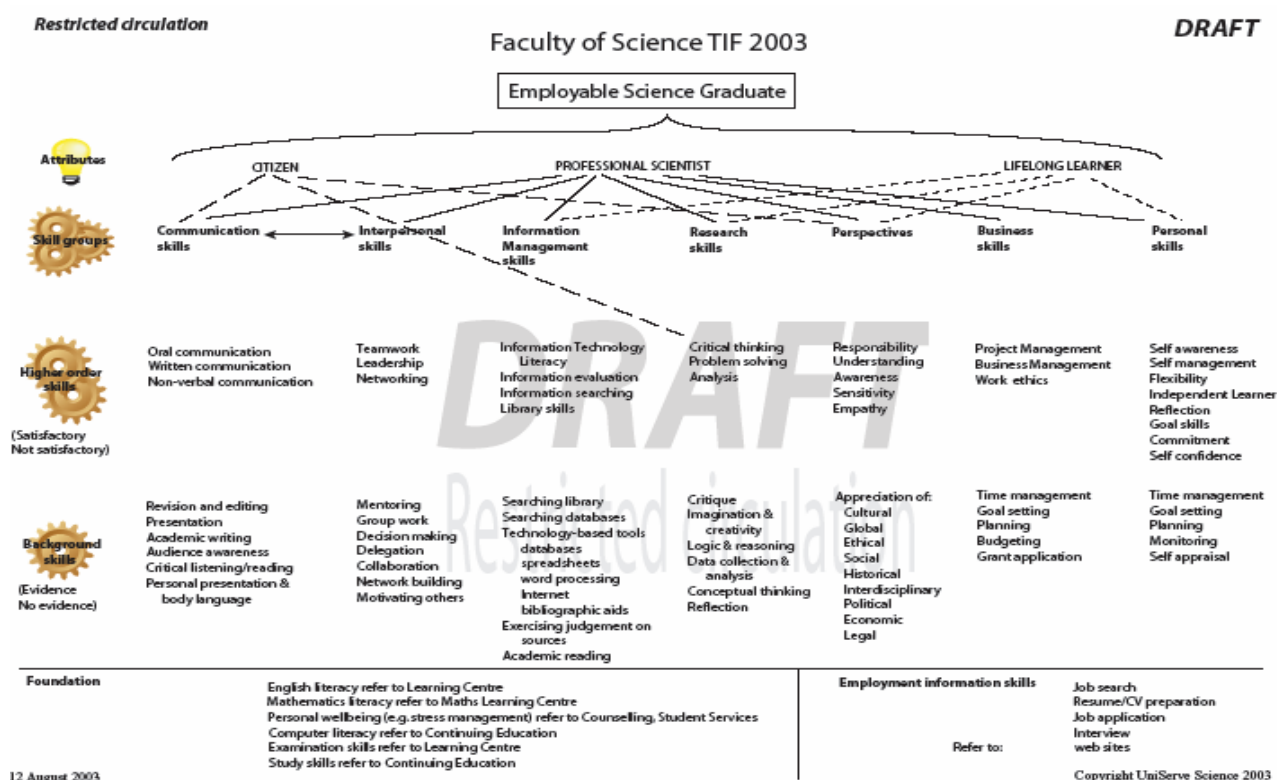 Restricted circulation
DRAFT
Faculty of Science TIF 2003
Employable Science Graduate
Attributes
CITIZEN
PROFESSIONAL SCIENTIST
LIFELONG LEARNER
Skill groups
Communication
skills
Interpersonal
skills
Information
Management
skills
Research
skills
Perspectives
Business
skills
Personal
skills
DRAFT
Restricted circulation
Higher order
skills
(Satisfactory
Not satisfactory)
Oral communication
Written communication
Non-verbal communication
Teamwork
Leadership
Networking
Information Technology
Literacy
Information evaluation
Information searching
Library skills
Critical thinking
Problem solving
Analysis
Responsibility
Understanding
Awareness
Sensitivity
Empathy
Project Management
Business Management
Work ethics
Self awareness
Self management
Flexibility
Independent Learner
Reflection
Goal skills
Commitment
Self confidence
Background
skills
(Evidence
No evidence)
Revision and editing
Presentation
Academic writing
Audience awareness
Critical listening/reading
Personal presentation &
body language
Mentoring
Group work
Decision making
Delegation
Collaboration
Network building
Motivating others
Searching library
Searching databases
Technology-based tools
databases
spreadsheets
word processing
Internet
bibliographic aids
Exercising judgement on
sources
Academic reading
Critique
Imagination &
creativity
Logic & reasoning
Data collection &
analysis
Conceptual thinking
Reflection
Appreciation of:
Cultural
Global
Ethical
Social
Historical
Interdisciplinary
Political
Economic
Legal
Time management
Goal setting
Planning
Budgeting
Grant application
Time management
Goal setting
Planning
Monitoring
Self appraisal
Foundation
English literacy refer to Learning Centre
Mathematics literacy refer to Maths Learning Centre
Personal wellbeing (e.g. stress management) refer to Counselling, Student Services
Computer literacy refer to Continuing Education
Examination skills refer to Learning Centre
Study skills refer to Continuing Education
Employment information skills
Job search
Resume/CV preparation
Job application
Interview
Refer to: web sites
12 August 2003
Copyright UniServe Science 2003